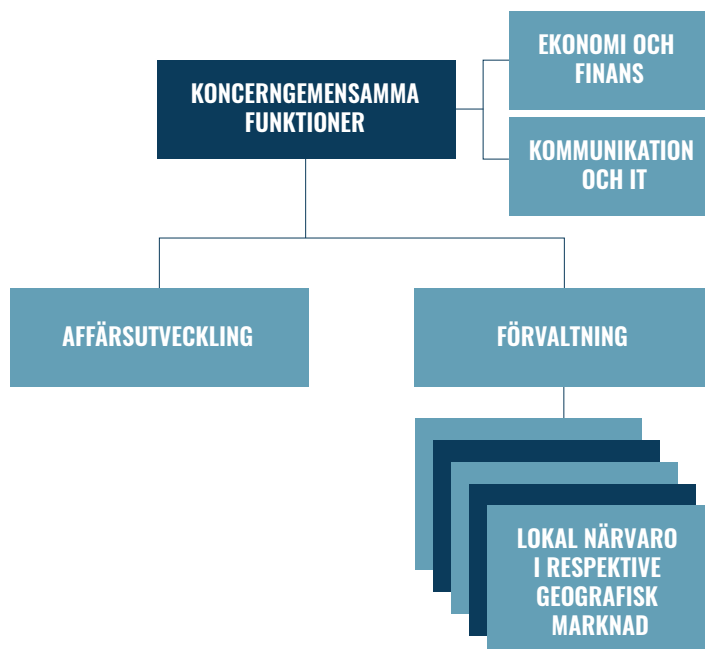 EKONOMI OCH
FINANS
KONCERNGEMENSAMMA
FUNKTIONER
KOMMUNIKATION
OCH IT
AFFÄRSUTVECKLING
FÖRVALTNING
LOKAL NÄRVARO
I RESPEKTIVE
GEOGRAFISK
MARKNAD